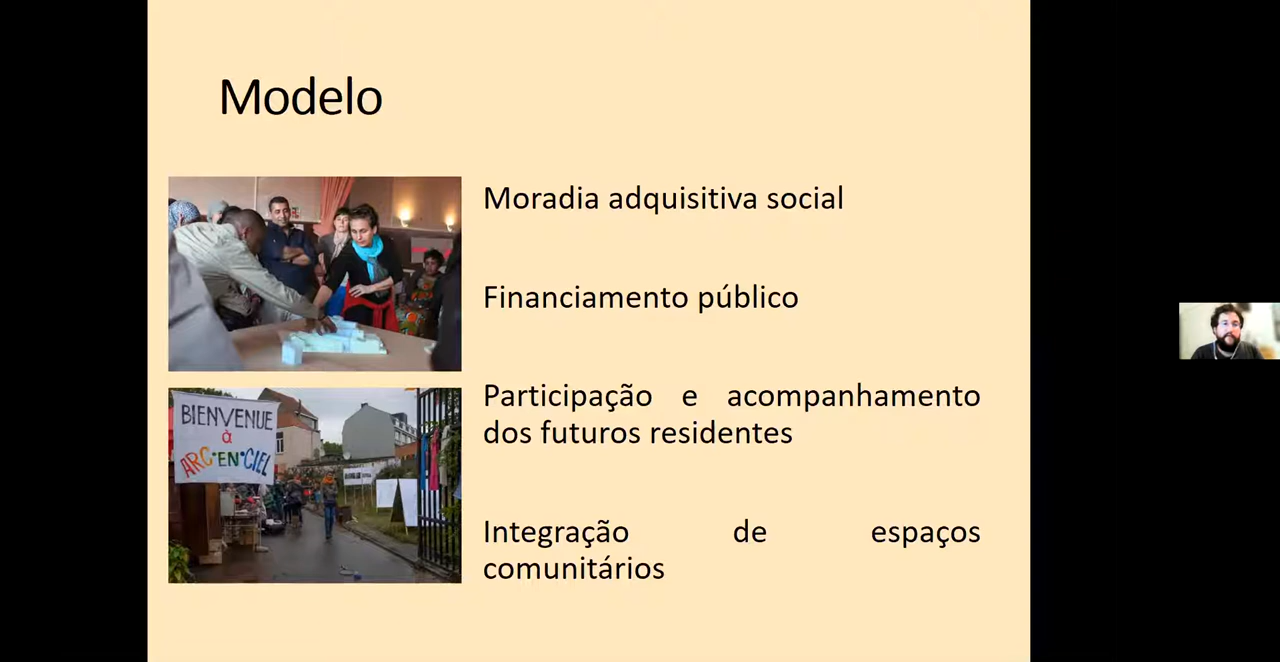 Modelo
Moradia adquisitiva social
Financiamento público
Participação e acompanhamento
dos futuros residentes
Integração de espaços
comunitários
BIENVENUE
à
ARC•EN•CIEL